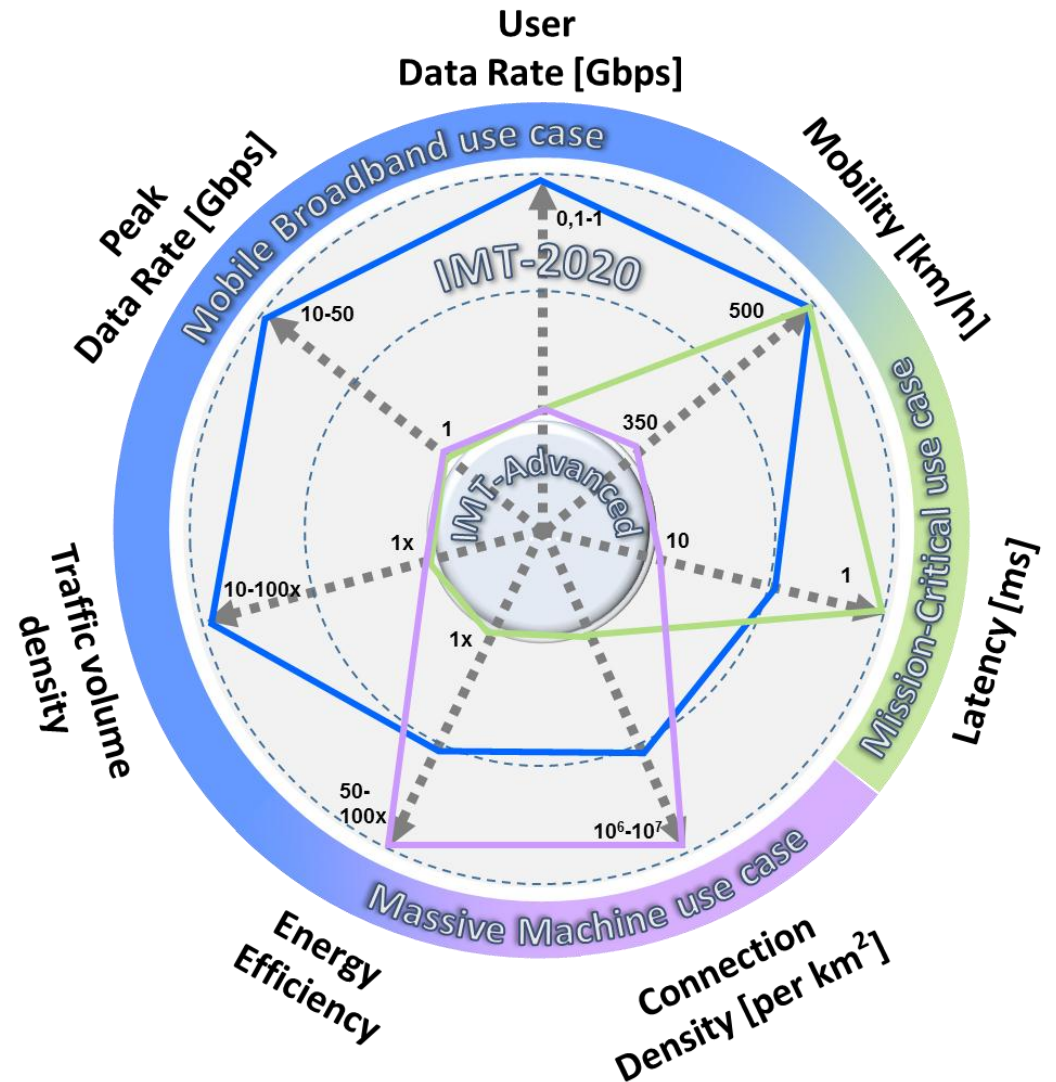 User
Data Rate [Gbps]
Mobility [km/h]
Peak
Data Rate [Gbps]
Mobile Broadband use case
0,1-1
IMT-2020
10-50
500
1
350
IMT-Advanced
Mission-Critical use case
1x
10
10-100x
1
Latency [ms]
Traffic volume
density
1x
50-
100x
10⁶-10⁷
Massive Machine use case
Energy
Efficiency
Connection
Density [per km²]